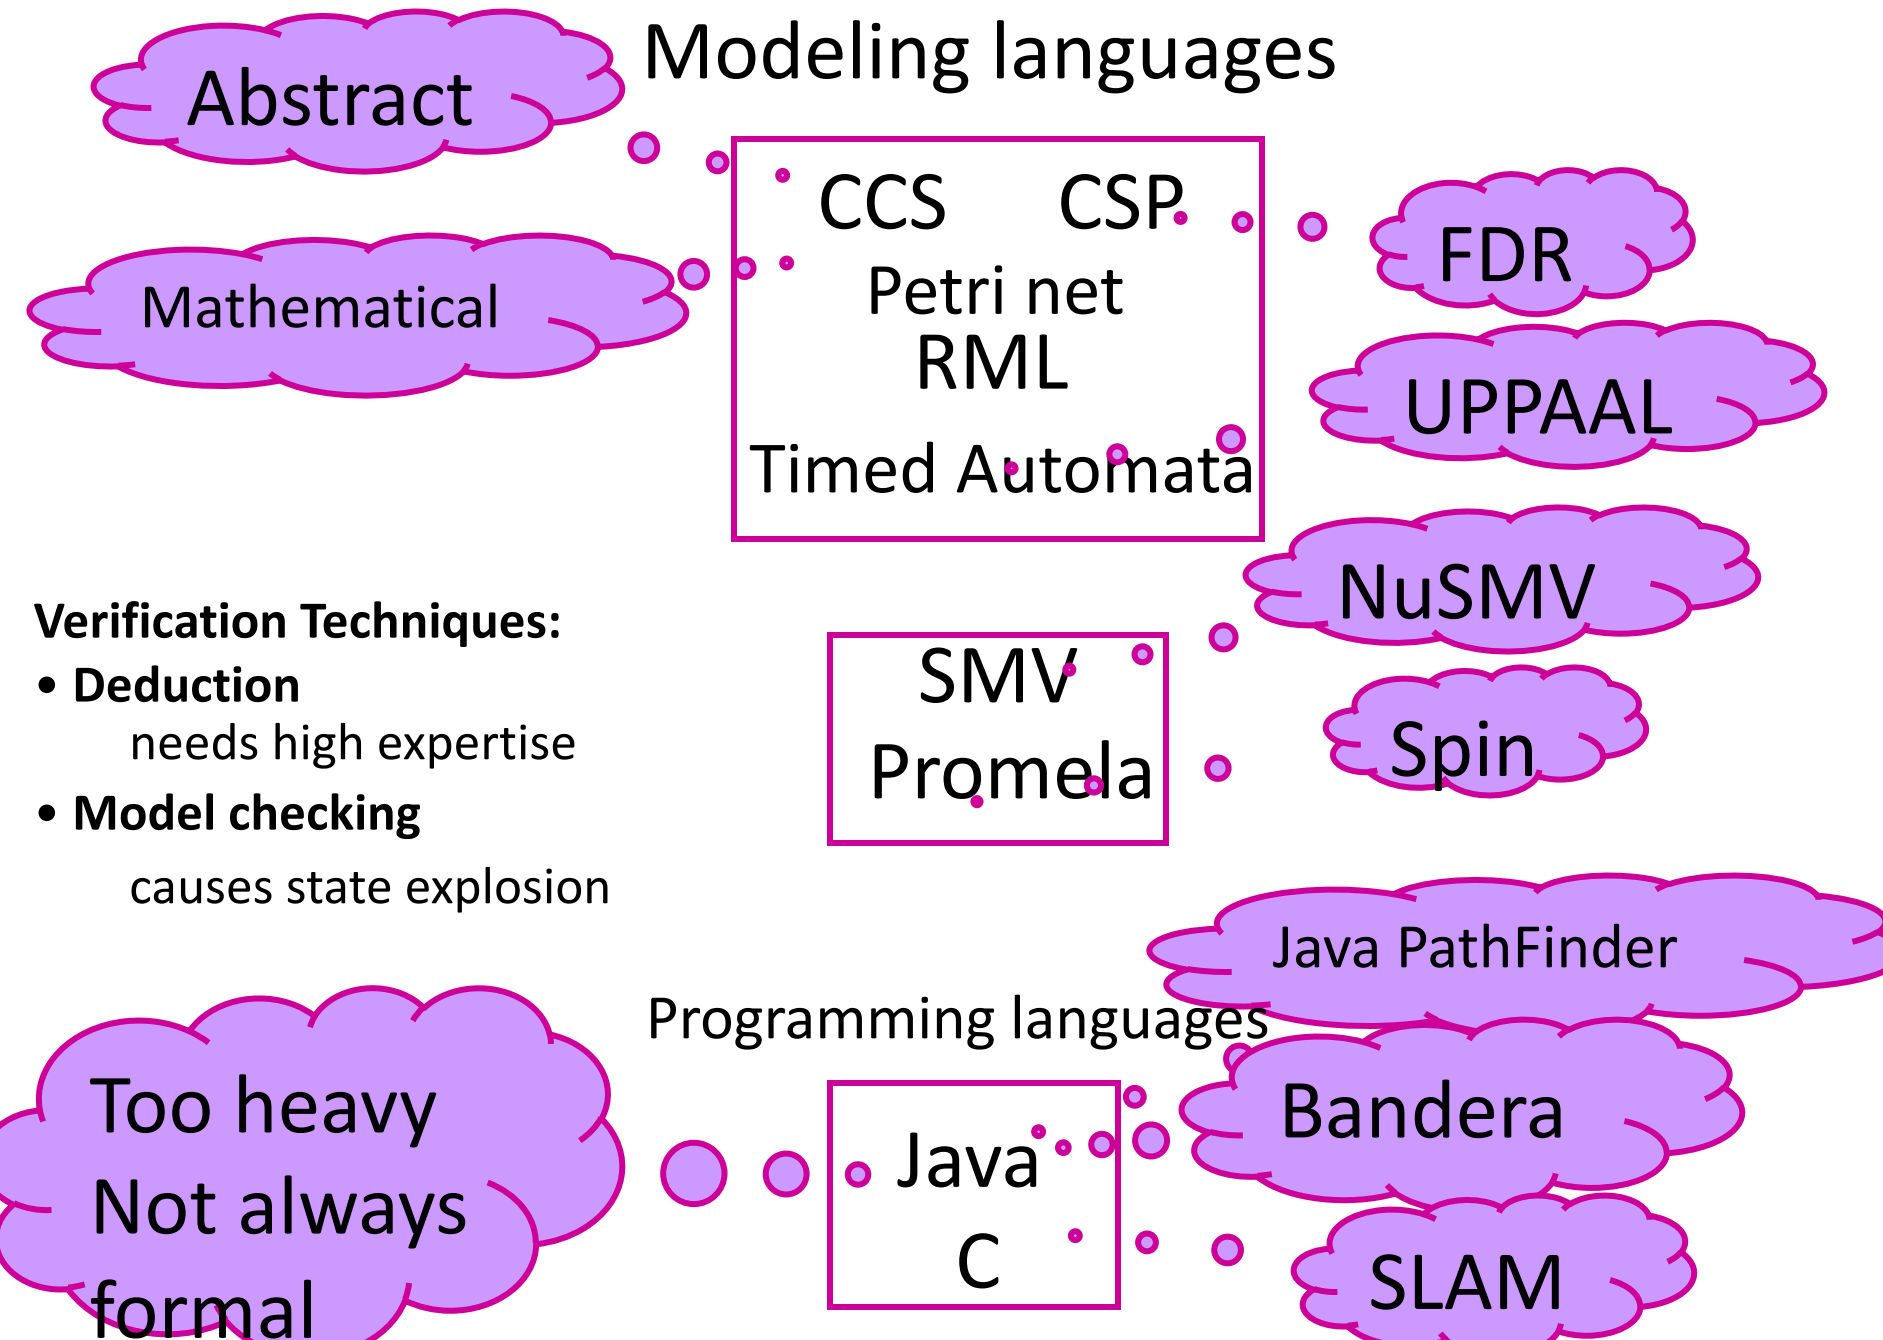 Modeling languages
Abstract
Mathematical
CCS CSP
Petri net
RML
Timed Automata
FDR
UPPAAL
NuSMV
SMV
Promela
Spin
Verification Techniques:
• Deduction
needs high expertise
• Model checking
causes state explosion
Java PathFinder
Programming languages
Bandera
Java
C
SLAM
Too heavy
Not always
formal